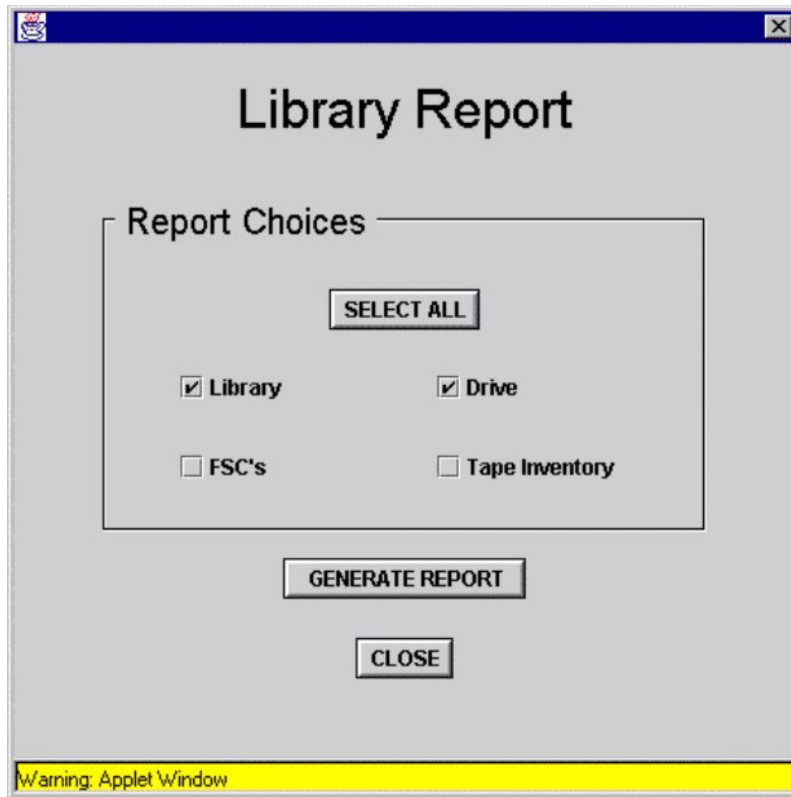 Library Report
Report Choices
SELECT ALL
Library
Drive
FSC's
Tape Inventory
GENERATE REPORT
CLOSE
Warning: Applet Window